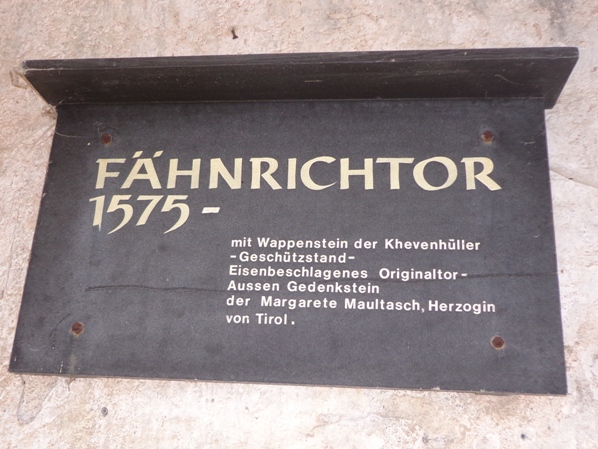 FÄHNRICHTOR
1575-
mit Wappenstein der Khevenhüller
-Geschützstand-
Eisenbeschlagenes Originaltor-
Aussen Gedenkstein
der Margarete Maultasch, Herzogin
von Tirol.